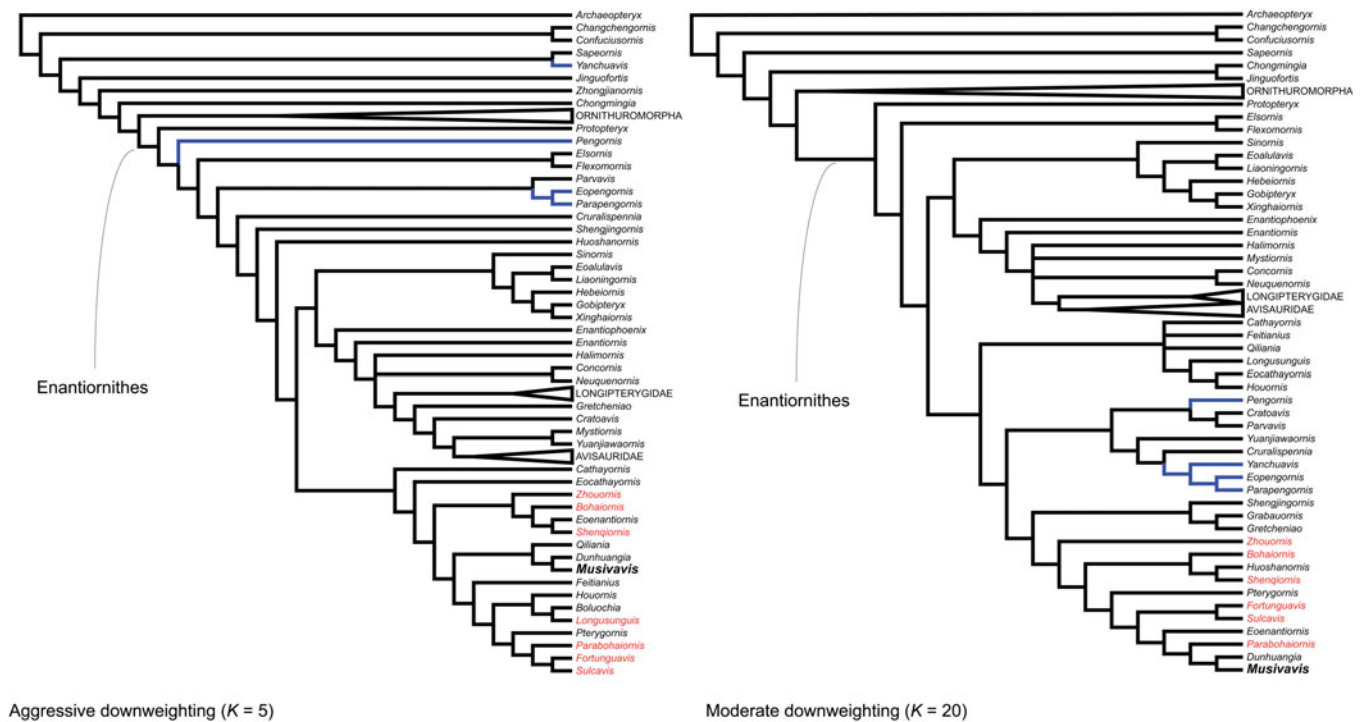 Archaeopteryx
Changchengornis
Confuciusornis
Sapeornis
Yanchuavis
Jinguofortis
Zhongjianornis
Chongmingia
ORNITHUROMORPHA
Protopteryx
Pengornis
Elsornis
Flexomornis
Parvavis
Eopengornis
Parapengornis
Cruralispennia
Shengjingornis
Huoshanornis
Sinornis
Eoalulavis
Liaoningornis
Hebeiornis
Gobipteryx
Xinghaiornis
Enantiophoenix
Enantiornis
Halimornis
Concornis
Neuquenornis
LONGIPTERYGIDAE
Gretcheniao
Cratoavis
Mystiornis
Yuanjiawaornis
AVISAURIDAE
Cathayornis
Eocathayornis
Zhouornis
Bohaiornis
Eoenantiornis
Shenqiornis
Qiliania
Dunhuangia
Musivavis
Feitianius
Houornis
Boluochia
Longusunguis
Pterygornis
Parabohaiornis
Fortunguavis
Sulcavis
Enantiornithes
Aggressive downweighting (K = 5)
Archaeopteryx
Changchengornis
Confuciusornis
Sapeornis
Chongmingia
Jinguofortis
ORNITHUROMORPHA
Protopteryx
Elsornis
Flexomornis
Sinornis
Eoalulavis
Liaoningornis
Hebeiornis
Gobipteryx
Xinghaiornis
Enantiophoenix
Enantiornis
Halimornis
Mystiornis
Concornis
Neuquenornis
LONGIPTERYGIDAE
AVISAURIDAE
Cathayornis
Feitianius
Qiliania
Longusunguis
Eocathayornis
Houornis
Pengornis
Cratoavis
Parvavis
Yuanjiawaornis
Cruralispennia
Yanchuavis
Eopengornis
Parapengornis
Shengjingornis
Grabauornis
Gretcheniao
Zhouornis
Bohaiornis
Huoshanornis
Shenqiornis
Pterygornis
Fortunguavis
Sulcavis
Eoenantiornis
Parabohaiornis
Dunhuangia
Musivavis
Enantiornithes
Moderate downweighting (K = 20)